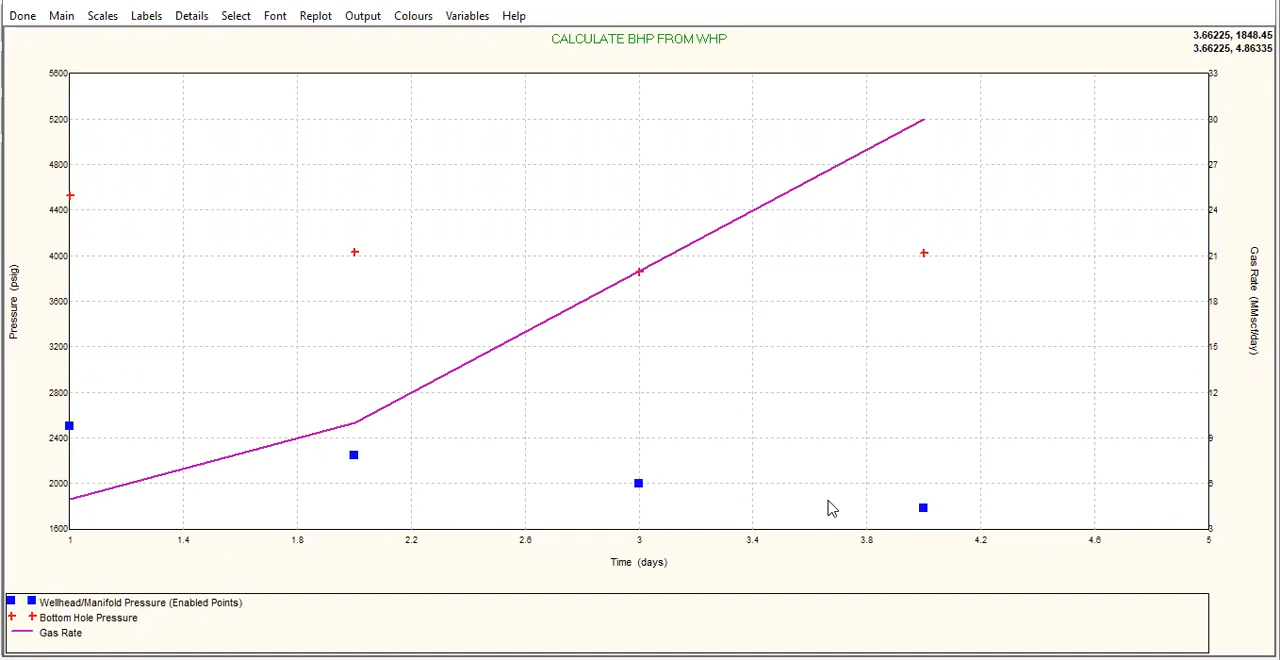 Done Main Scales Labels Details Select Font Replot Output Colours Variables Help
CALCULATE BHP FROM WHP
3.66225, 1848.45
3.66225, 4.86335
5600
5200
4800
4400
4000
3600
3200
2800
2400
2000
1600
Pressure (psig)
33
30
27
24
21
18
15
12
9
6
3
Gas Rate (MMscf/day)
1 1.4 1.8 2.2 2.6 3 3.4 3.8 4.2 4.6 5
Time (days)
Wellhead/Manifold Pressure (Enabled Points)
Bottom Hole Pressure
Gas Rate